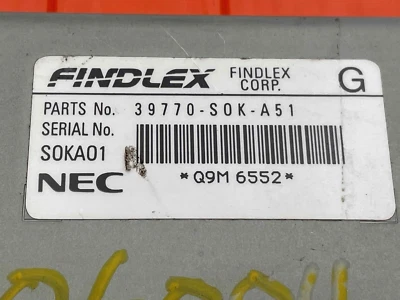 FINDLEX FINDLEX CORP. G
PARTS No. 39770-S0K-A51
SERIAL No.
S0KA01
NEC *Q9M 6552*